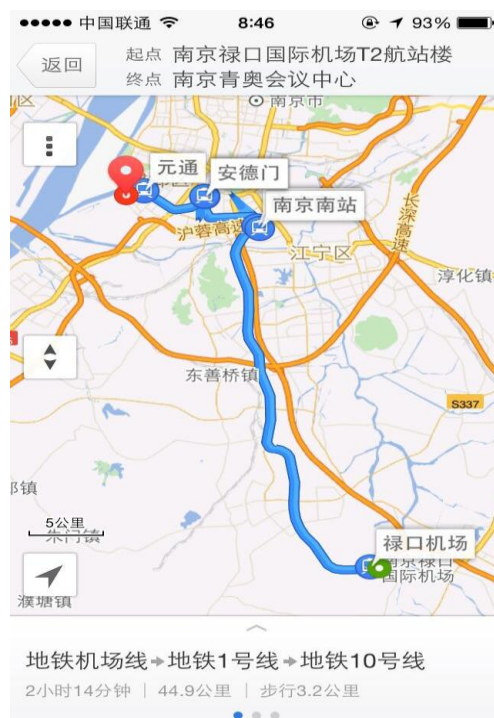 中国联通 8:46 93%
返回
起点 南京禄口国际机场T2航站楼
终点 南京青奥会议中心
南京市
元通
安德门
南京南站
沪蓉高速
长深高速
江宁区
淳化镇
东善桥镇
S337
5公里
朱门镇
禄口机场
南京禄口
国际机场
濮塘镇
地铁机场线→地铁1号线→地铁10号线
2小时14分钟 | 44.9公里 | 步行3.2公里